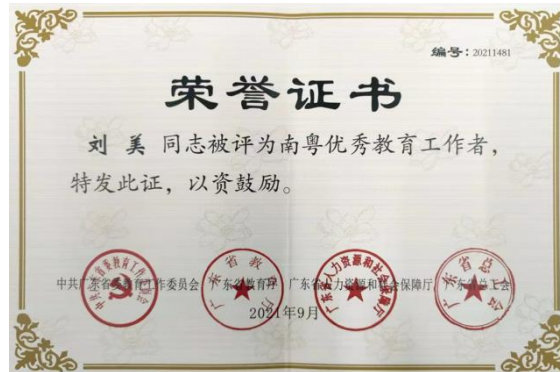 编号：20211481
荣誉证书
刘 美 同志被评为南粤优秀教育工作者，
特发此证，以资鼓励。
中共广东省委教育工作委员会 广东省教育厅 广东省人力资源和社会保障厅 广东省总工会
2021年9月